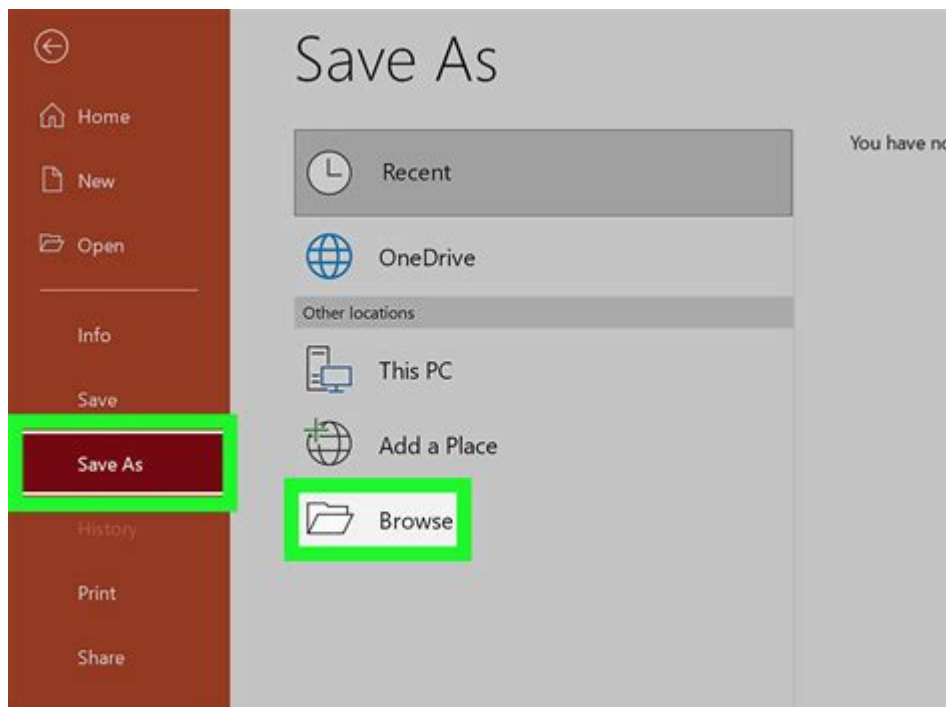 Save As
Home
New
Open
Info
Save
Save As
History
Print
Share
Recent
OneDrive
Other locations
This PC
Add a Place
Browse
You have no